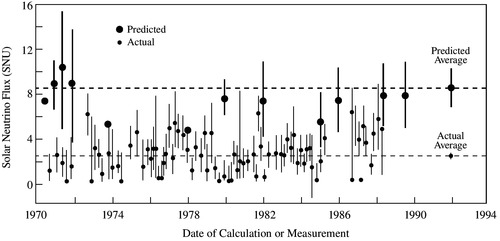 16
12
8
4
0
Solar Neutrino Flux (SNU)
Predicted
Actual
Predicted
Average
Actual
Average
1970 1974 1978 1982 1986 1990 1994
Date of Calculation or Measurement